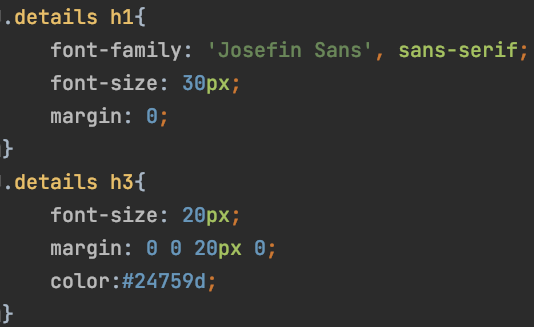 .details h1{
    font-family: 'Josefin Sans', sans-serif;
    font-size: 30px;
    margin: 0;
}
.details h3{
    font-size: 20px;
    margin: 0 0 20px 0;
    color:#24759d;
}